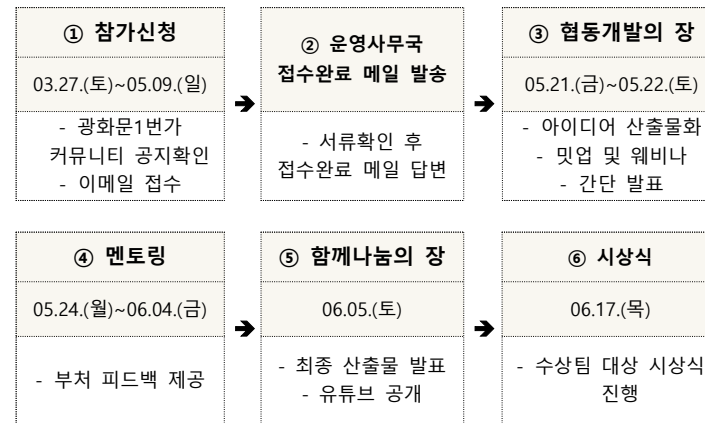 ① 참가신청
03.27.(토)~05.09.(일)
- 광화문1번가
커뮤니티 공지확인
- 이메일 접수
② 운영사무국
접수완료 메일 발송
- 서류확인 후
접수완료 메일 답변
③ 협동개발의 장
05.21.(금)~05.22.(토)
- 아이디어 산출물화
- 밋업 및 웨비나
- 간단 발표
④ 멘토링
05.24.(월)~06.04.(금)
- 부처 피드백 제공
⑤ 함께나눔의 장
06.05.(토)
- 최종 산출물 발표
- 유튜브 공개
⑥ 시상식
06.17.(목)
- 수상팀 대상 시상식
진행